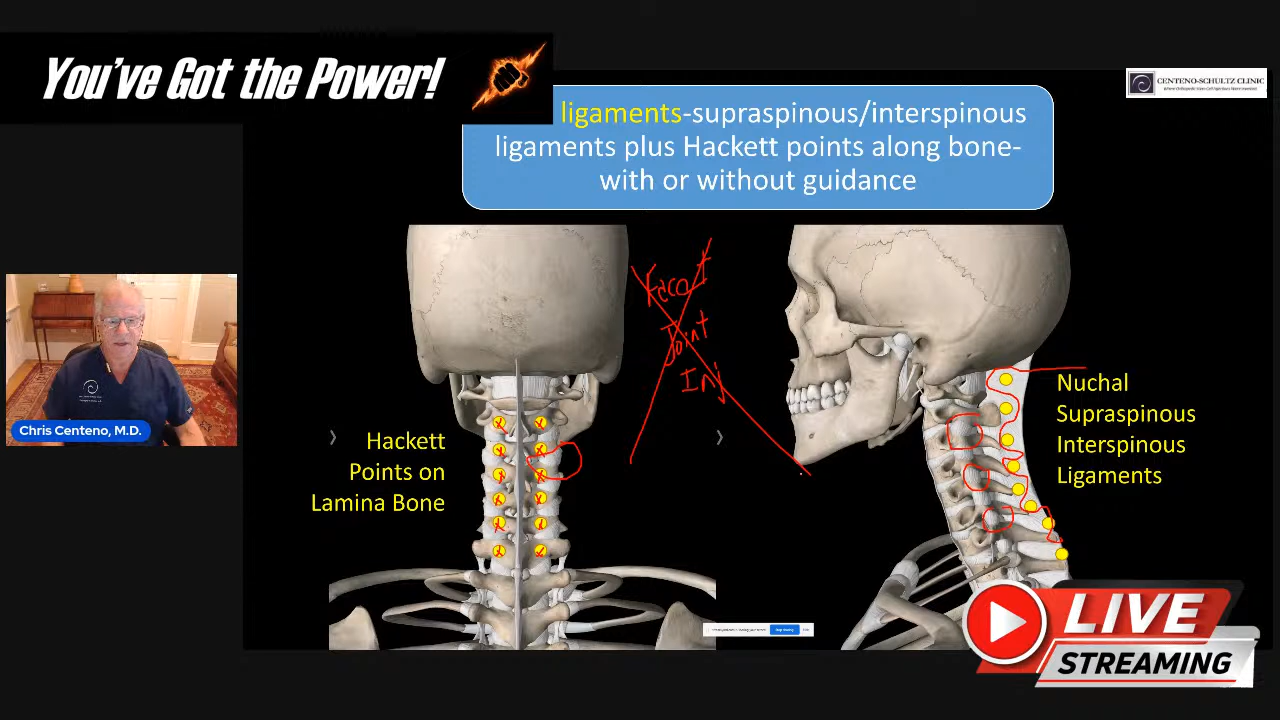 You've Got the Power!
CENTENO-SCHULTZ CLINIC
ligaments-supraspinous/interspinous
ligaments plus Hackett points along bone-
with or without guidance
Facet
Joint
Inj
Chris Centeno, M.D.
Hackett
Points on
Lamina Bone
Nuchal
Supraspinous
Interspinous
Ligaments
LIVE
STREAMING